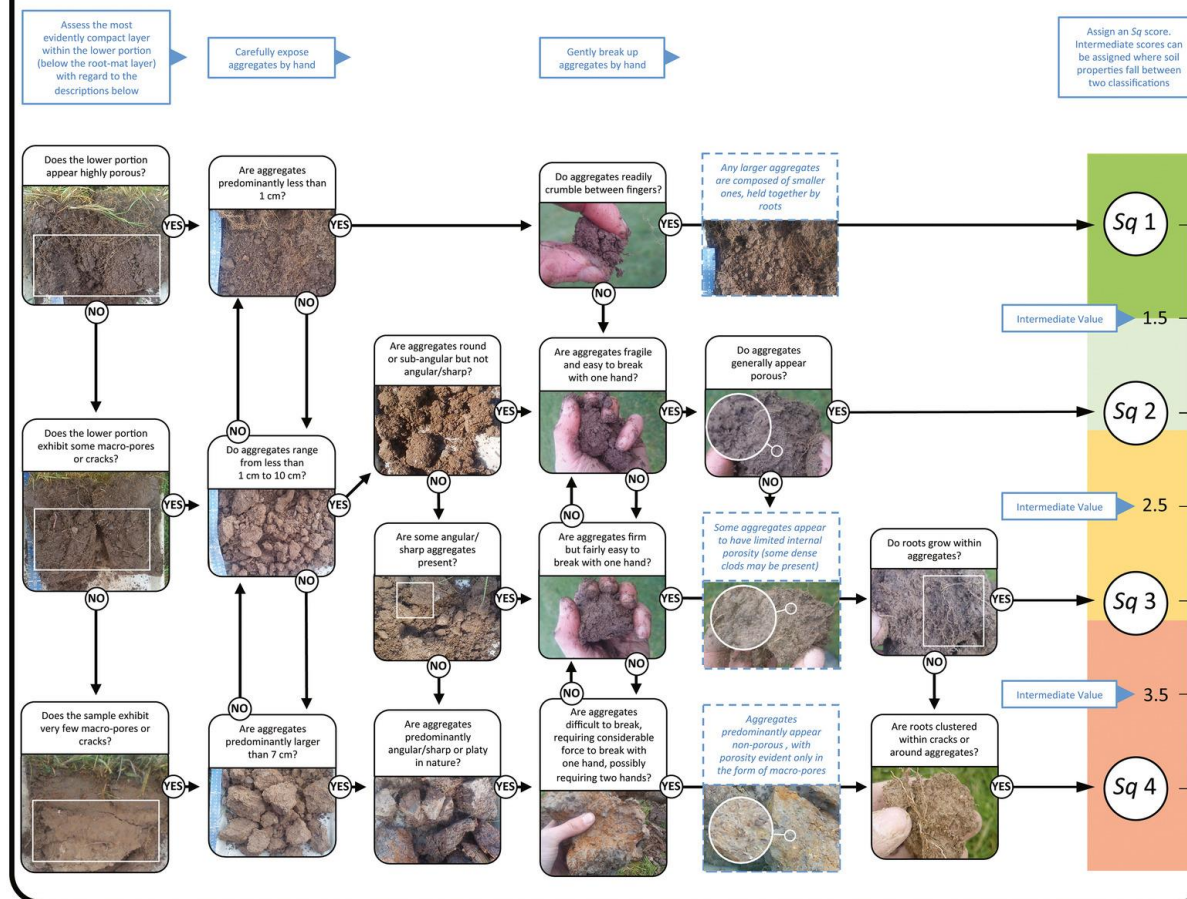 Assess the most
evidently compact layer
within the lower portion
(below the root-mat layer)
with regard to the
descriptions below
Carefully expose
aggregates by hand
Gently break up
aggregates by hand
Assign an Sq score.
Intermediate scores can
be assigned where soil
properties fall between
two classifications
Does the lower portion
appear highly porous?
YES
NO
Are aggregates
predominantly less than
1 cm?
YES
NO
Do aggregates readily
crumble between fingers?
YES
NO
Any larger aggregates
are composed of smaller
ones, held together by
roots
Sq 1
Intermediate Value
1.5
Are aggregates round
or sub-angular but not
angular/sharp?
YES
NO
Are aggregates fragile
and easy to break
with one hand?
YES
NO
Do aggregates
generally appear
porous?
YES
NO
Sq 2
Does the lower portion
exhibit some macro-pores
or cracks?
YES
NO
NO
Do aggregates range
from less than
1 cm to 10 cm?
YES
NO
Intermediate Value
2.5
Are some angular/
sharp aggregates
present?
YES
NO
NO
Are aggregates firm
but fairly easy to
break with one hand?
YES
NO
Some aggregates appear
to have limited internal
porosity (some dense
clods may be present)
Do roots grow within
aggregates?
YES
NO
Sq 3
Intermediate Value
3.5
Does the sample exhibit
very few macro-pores or
cracks?
YES
NO
Are aggregates
predominantly larger
than 7 cm?
YES
Are aggregates
predominantly
angular/sharp or platy
in nature?
YES
NO
Are aggregates
difficult to break,
requiring considerable
force to break with
one hand, possibly
requiring two hands?
YES
Aggregates
predominantly appear
non-porous , with
porosity evident only in
the form of macro-pores
Are roots clustered
within cracks or
around aggregates?
YES
Sq 4